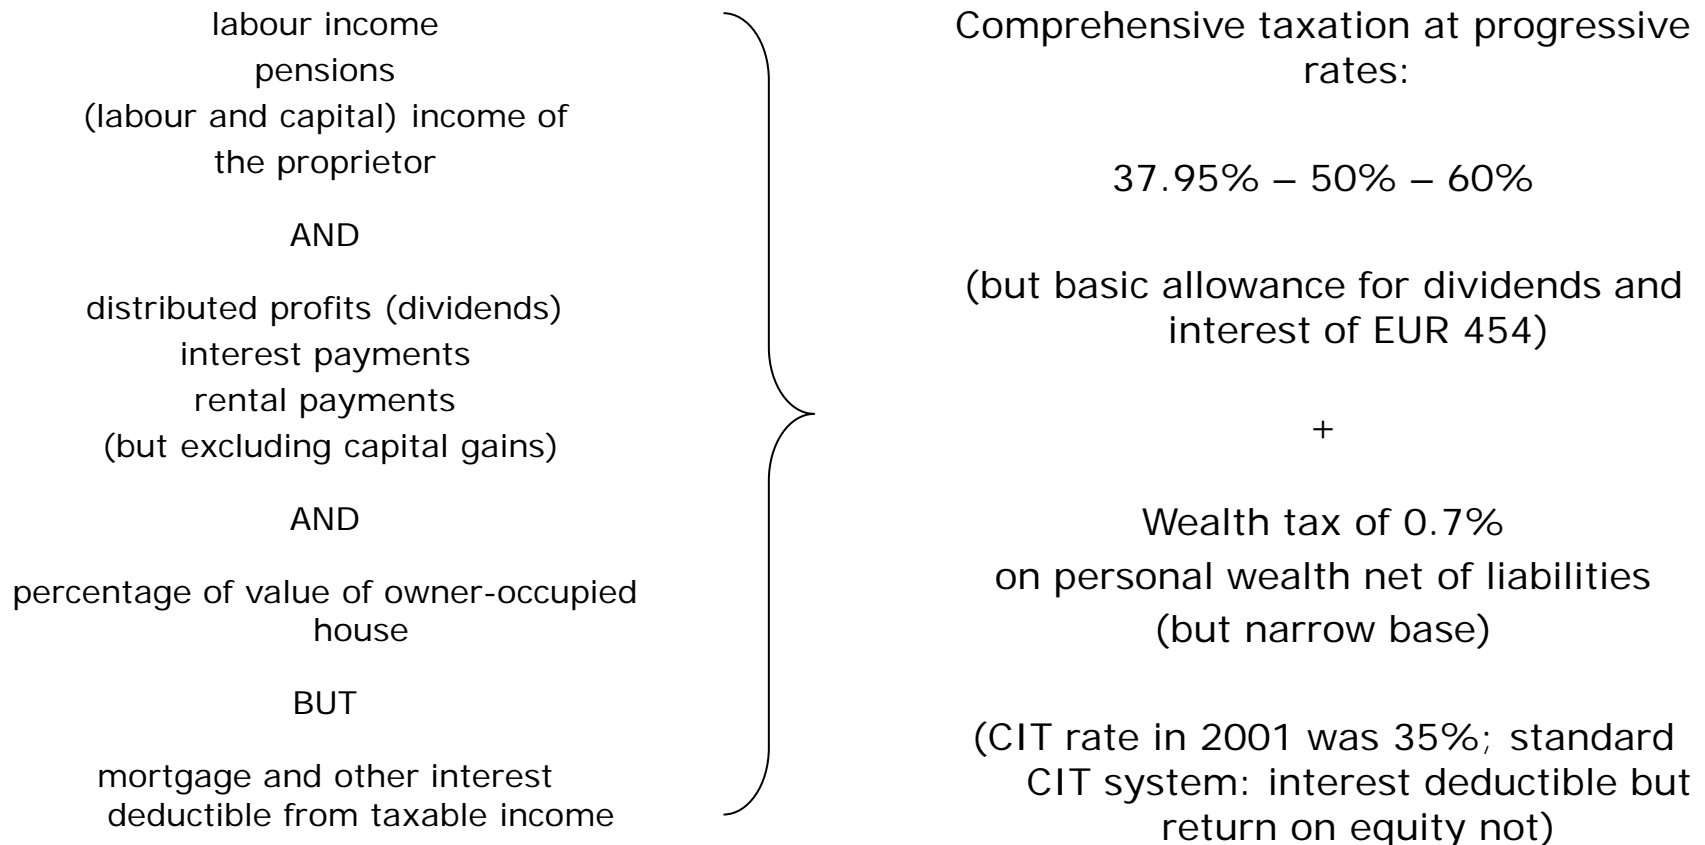 labour income
pensions
(labour and capital) income of
the proprietor
AND
distributed profits (dividends)
interest payments
rental payments
(but excluding capital gains)
AND
percentage of value of owner-occupied
house
BUT
mortgage and other interest
deductible from taxable income
Comprehensive taxation at progressive
rates:
37.95% – 50% – 60%
(but basic allowance for dividends and
interest of EUR 454)
+
Wealth tax of 0.7%
on personal wealth net of liabilities
(but narrow base)
(CIT rate in 2001 was 35%; standard
CIT system: interest deductible but
return on equity not)